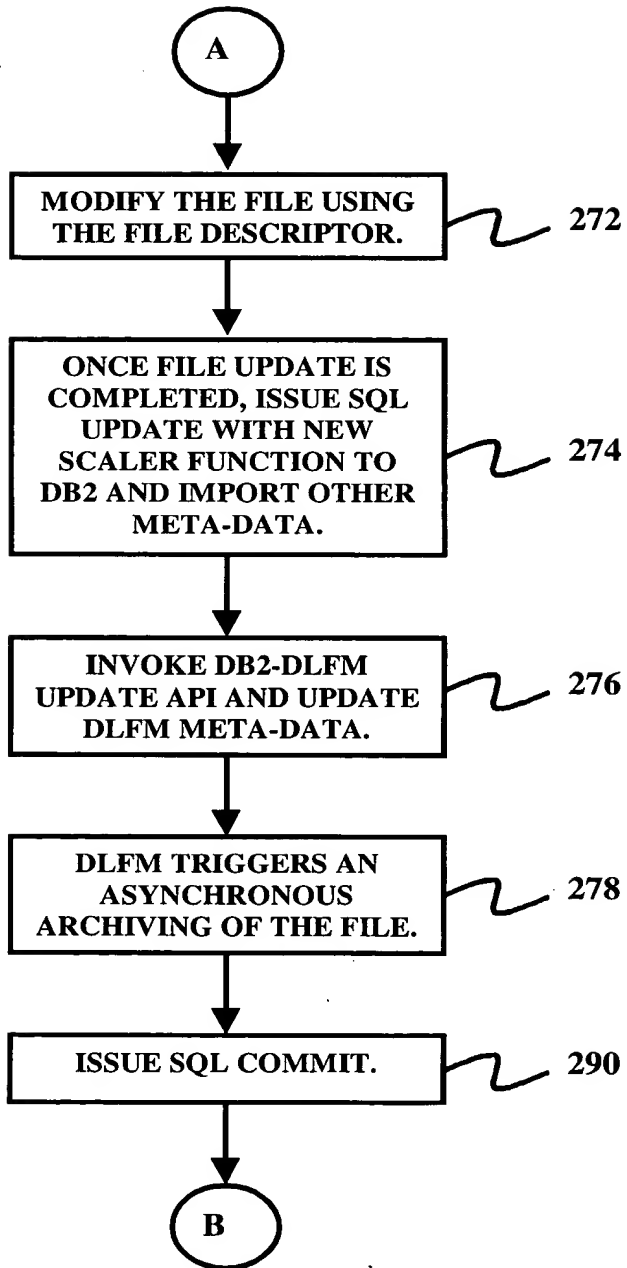 A
MODIFY THE FILE USING
THE FILE DESCRIPTOR.
272
ONCE FILE UPDATE IS
COMPLETED, ISSUE SQL
UPDATE WITH NEW
SCALER FUNCTION TO
DB2 AND IMPORT OTHER
META-DATA.
274
INVOKE DB2-DLFM
UPDATE API AND UPDATE
DLFM META-DATA.
276
DLFM TRIGGERS AN
ASYNCHRONOUS
ARCHIVING OF THE FILE.
278
ISSUE SQL COMMIT.
290
B